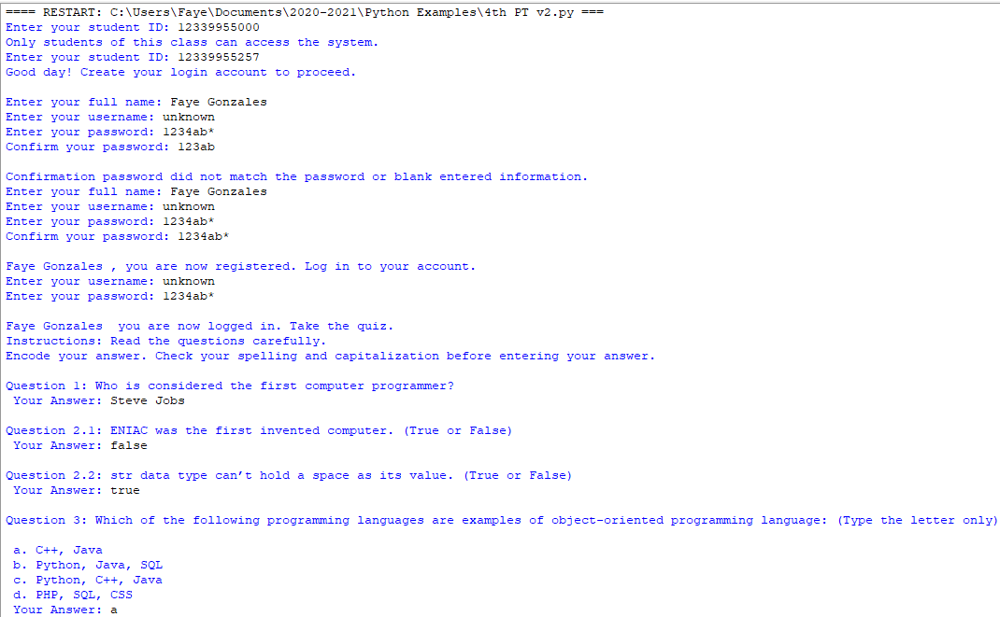 ==== RESTART: C:\Users\Faye\Documents\2020-2021\Python Examples\4th PT v2.py ===
Enter your student ID: 12339955000
Only students of this class can access the system.
Enter your student ID: 12339955257
Good day! Create your login account to proceed.
Enter your full name: Faye Gonzales
Enter your username: unknown
Enter your password: 1234ab*
Confirm your password: 123ab
Confirmation password did not match the password or blank entered information.
Enter your full name: Faye Gonzales
Enter your username: unknown
Enter your password: 1234ab*
Confirm your password: 1234ab*
Faye Gonzales , you are now registered. Log in to your account.
Enter your username: unknown
Enter your password: 1234ab*
Faye Gonzales  you are now logged in. Take the quiz.
Instructions: Read the questions carefully.
Encode your answer. Check your spelling and capitalization before entering your answer.
Question 1: Who is considered the first computer programmer?
Your Answer: Steve Jobs
Question 2.1: ENIAC was the first invented computer. (True or False)
Your Answer: false
Question 2.2: str data type can’t hold a space as its value. (True or False)
Your Answer: true
Question 3: Which of the following programming languages are examples of object-oriented programming language: (Type the letter only)
a. C++, Java
b. Python, Java, SQL
c. Python, C++, Java
d. PHP, SQL, CSS
Your Answer: a